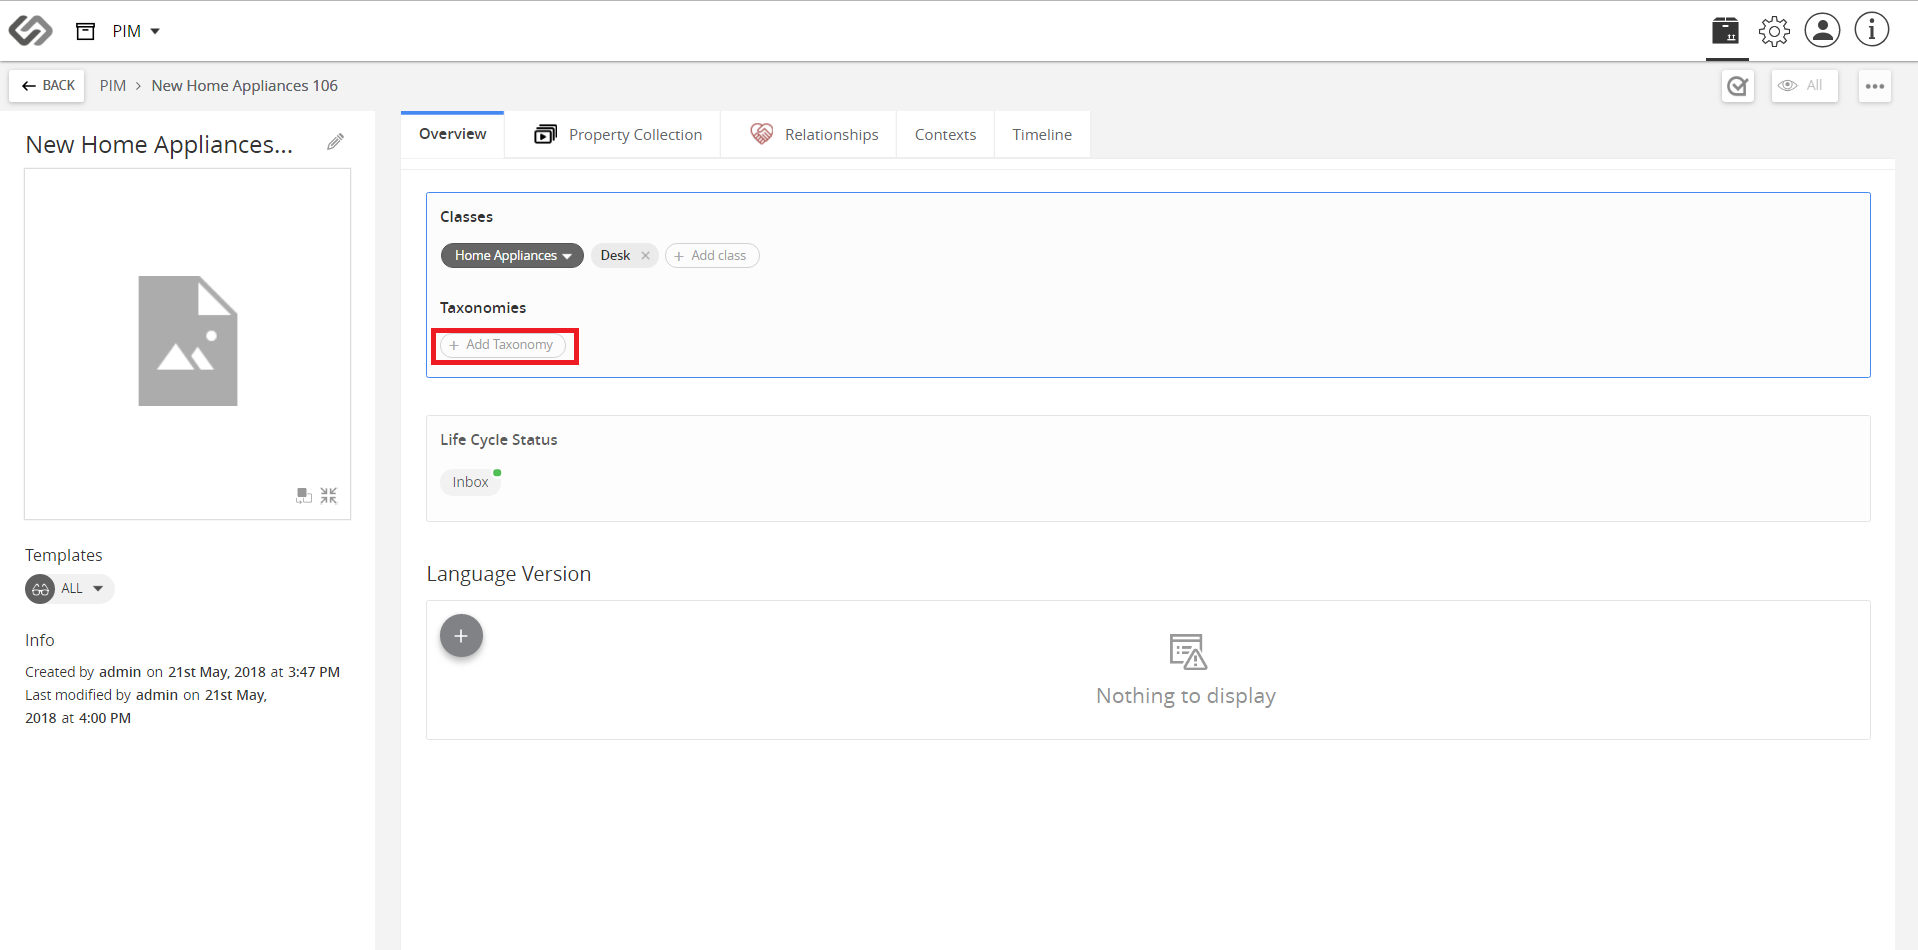 PIM
BACK PIM > New Home Appliances 106
All
New Home Appliances...
Templates
ALL
Info
Created by admin on 21st May, 2018 at 3:47 PM
Last modified by admin on 21st May,
2018 at 4:00 PM
Overview Property Collection Relationships Contexts Timeline
Classes
Home Appliances Desk × + Add class
Taxonomies
+ Add Taxonomy
Life Cycle Status
Inbox
Language Version
+
Nothing to display